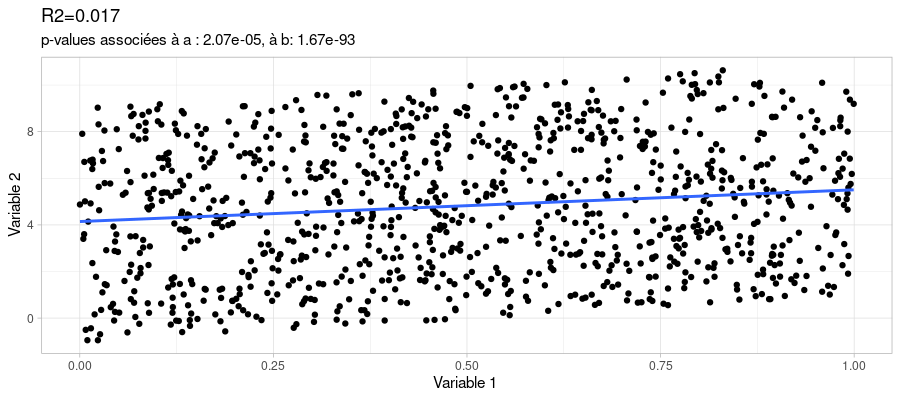 R2=0.017
p-values associées à a : 2.07e-05, à b: 1.67e-93
8
4
0
Variable 2
0.00 0.25 0.50 0.75 1.00
Variable 1